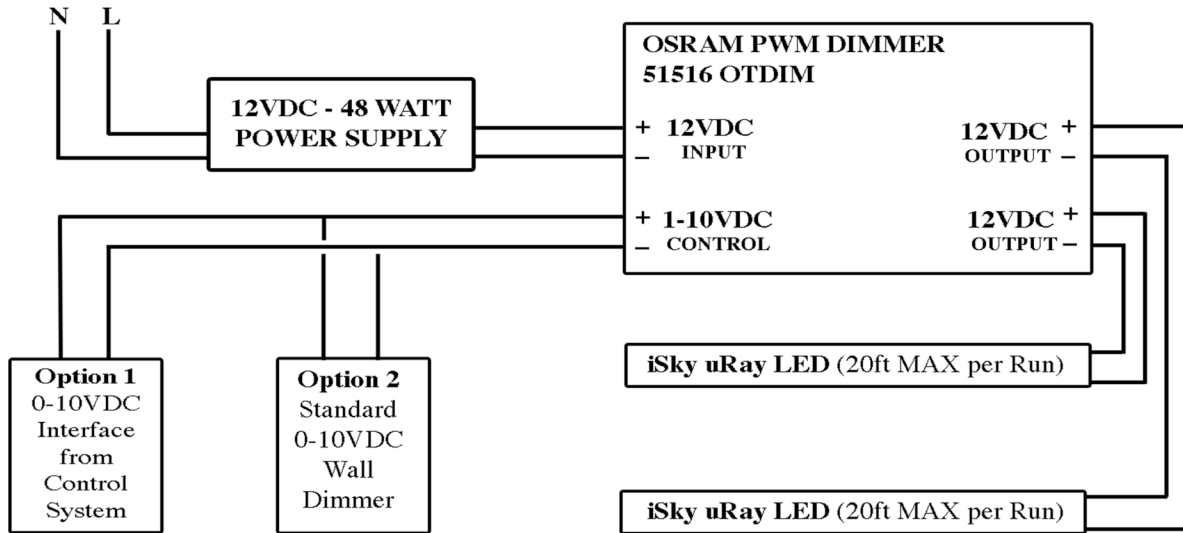 N L
12VDC - 48 WATT
POWER SUPPLY
OSRAM PWM DIMMER
51516 OTDIM
+ 12VDC
− INPUT
12VDC +
OUTPUT −
+ 1-10VDC
− CONTROL
12VDC +
OUTPUT −
Option 1
0-10VDC
Interface
from
Control
System
Option 2
Standard
0-10VDC
Wall
Dimmer
iSky uRay LED (20ft MAX per Run)
iSky uRay LED (20ft MAX per Run)